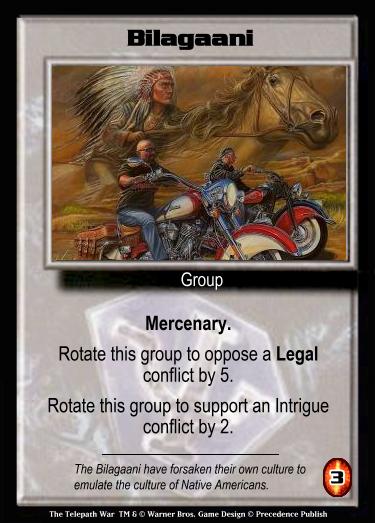 Bilagaani
Group
Mercenary.
Rotate this group to oppose a Legal
conflict by 5.
Rotate this group to support an Intrigue
conflict by 2.
The Bilagaani have forsaken their own culture to
emulate the culture of Native Americans.
3
The Telepath War TM & © Warner Bros. Game Design © Precedence Publish